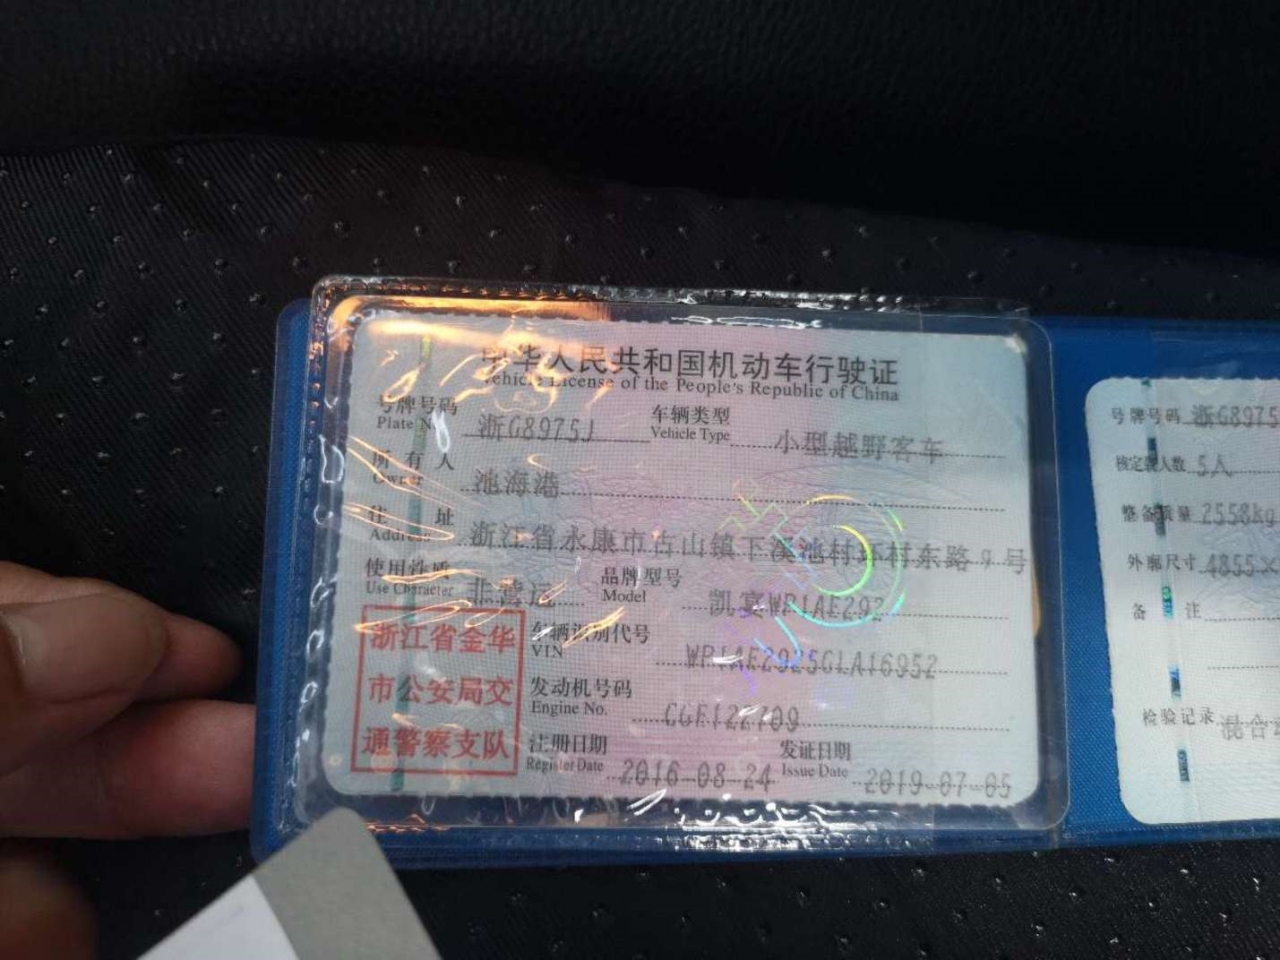 中华人民共和国机动车行驶证
Vehicle License of the People's Republic of China
号牌号码 浙G8975J 车辆类型 小型越野客车
Plate No. Vehicle Type
所有人 池海港
Owner
住址 浙江省永康市古山镇下溪池村环村东路9号
Address
使用性质 非营运 品牌型号 凯宴WP1AE292
Use Character Model
浙江省金华
市公安局交
通警察支队
车辆识别代号 WP1AE2925GLA16952
VIN
发动机号码
Engine No.
注册日期 2016-08-24 发证日期 2019-07-05
Register Date Issue Date
号牌号码 浙G8975
核定载人数 5人
整备质量 2558kg
外廓尺寸 4855×
备注
检验记录 混合